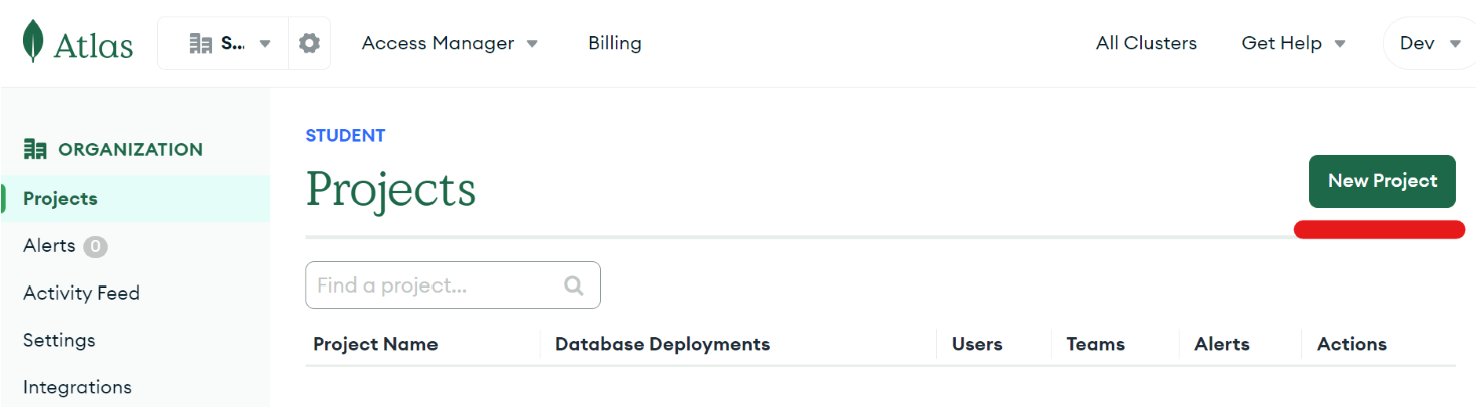 Atlas
S...
Access Manager
Billing
All Clusters
Get Help
Dev
ORGANIZATION
Projects
Alerts 0
Activity Feed
Settings
Integrations
STUDENT
Projects
New Project
Find a project...
Project Name
Database Deployments
Users
Teams
Alerts
Actions